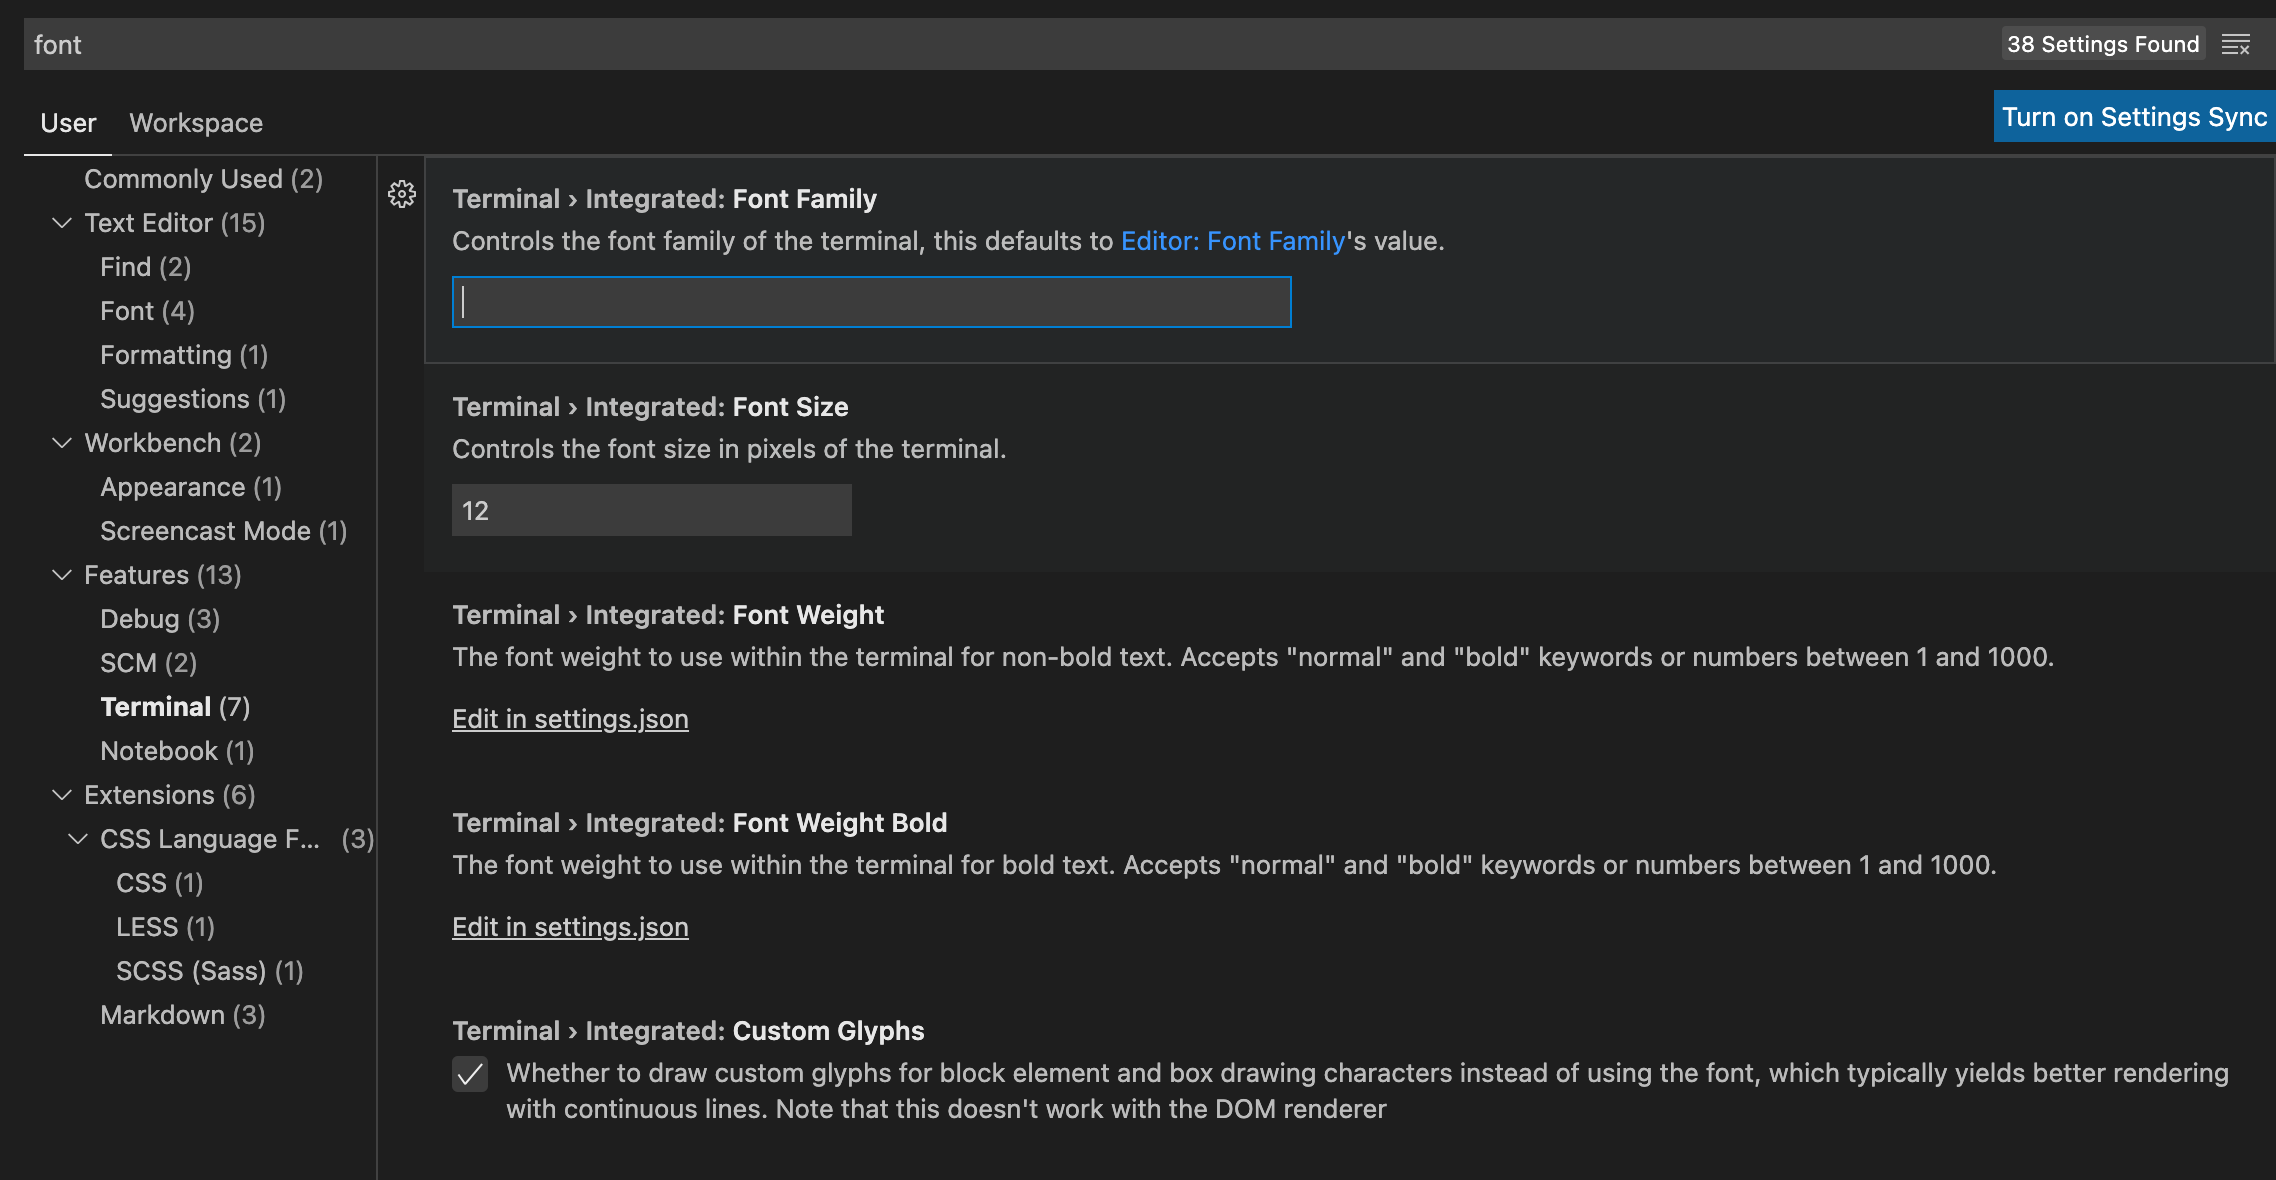 font
38 Settings Found
User
Workspace
Turn on Settings Sync
Commonly Used (2)
Text Editor (15)
Find (2)
Font (4)
Formatting (1)
Suggestions (1)
Workbench (2)
Appearance (1)
Screencast Mode (1)
Features (13)
Debug (3)
SCM (2)
Terminal (7)
Notebook (1)
Extensions (6)
CSS Language F... (3)
CSS (1)
LESS (1)
SCSS (Sass) (1)
Markdown (3)
Terminal › Integrated: Font Family
Controls the font family of the terminal, this defaults to Editor: Font Family's value.
Terminal › Integrated: Font Size
Controls the font size in pixels of the terminal.
12
Terminal › Integrated: Font Weight
The font weight to use within the terminal for non-bold text. Accepts "normal" and "bold" keywords or numbers between 1 and 1000.
Edit in settings.json
Terminal › Integrated: Font Weight Bold
The font weight to use within the terminal for bold text. Accepts "normal" and "bold" keywords or numbers between 1 and 1000.
Edit in settings.json
Terminal › Integrated: Custom Glyphs
Whether to draw custom glyphs for block element and box drawing characters instead of using the font, which typically yields better rendering
with continuous lines. Note that this doesn't work with the DOM renderer